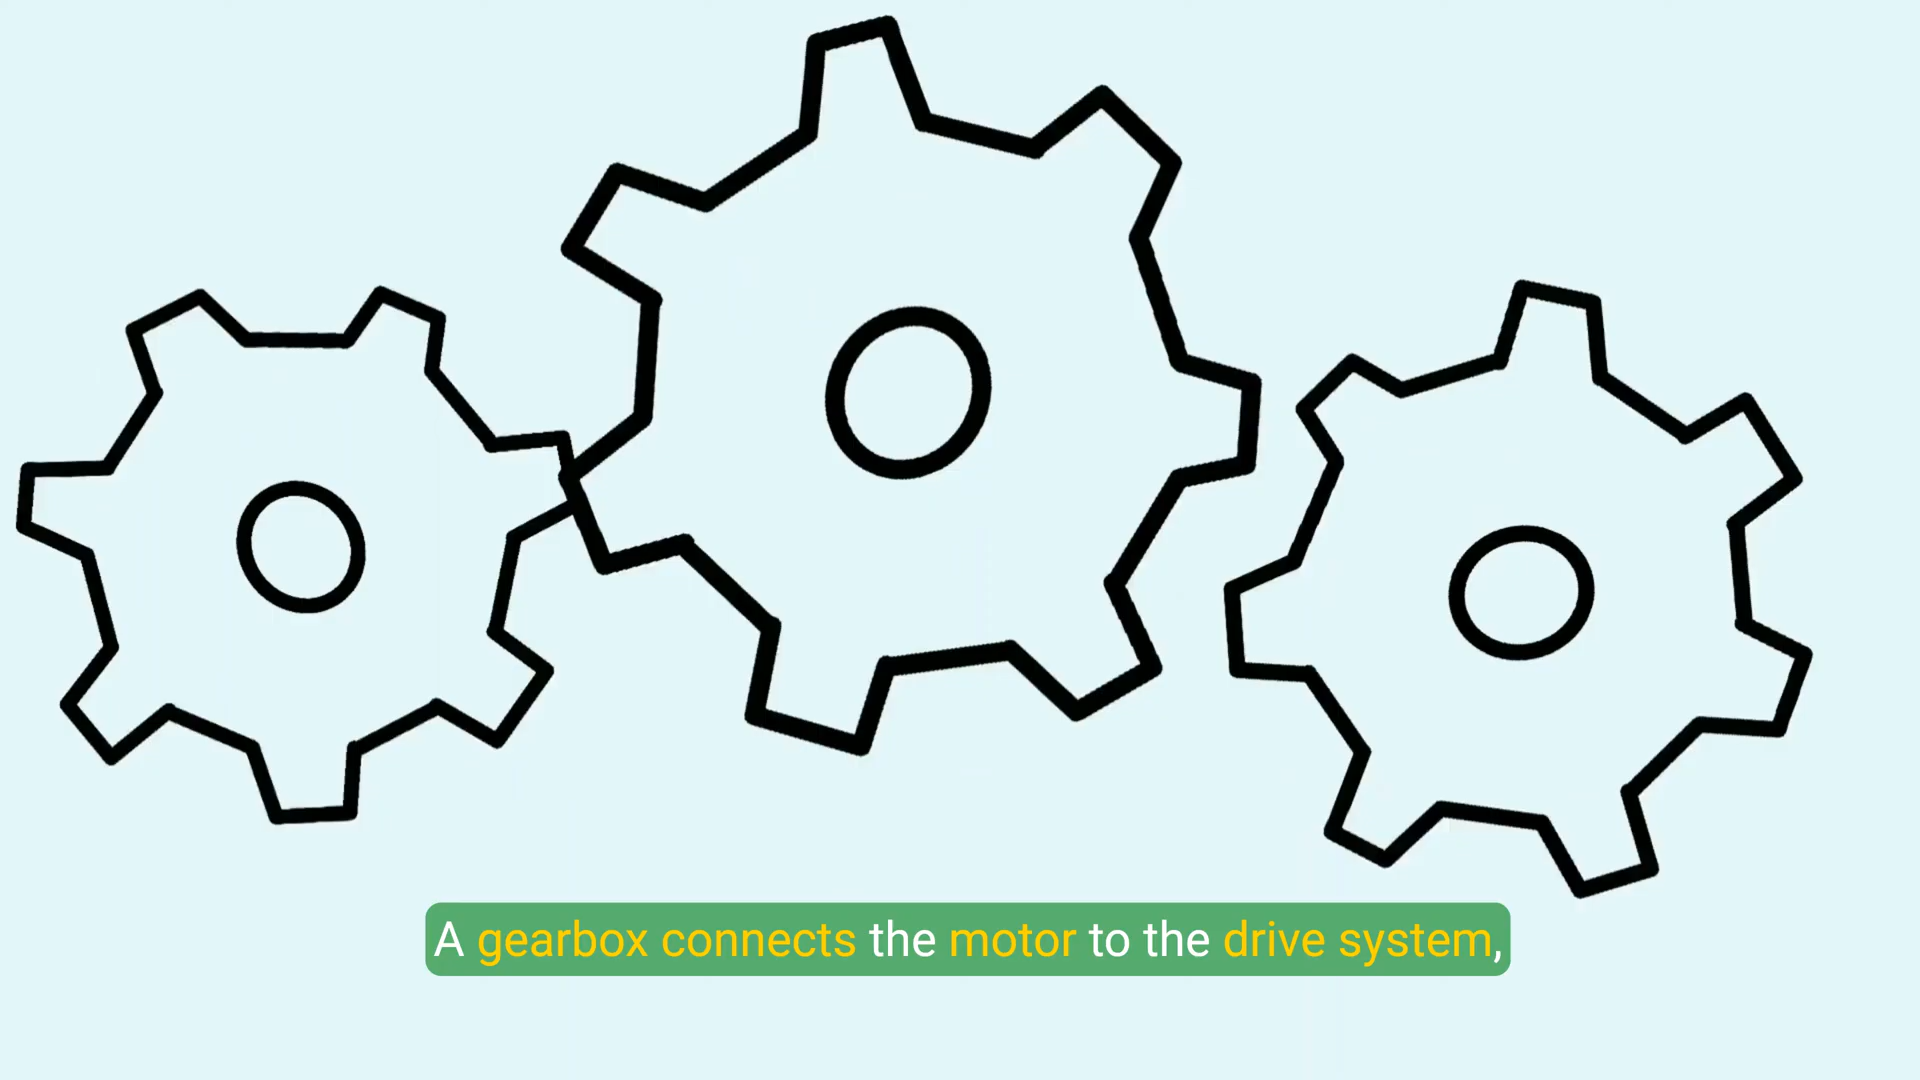 A gearbox connects the motor to the drive system,